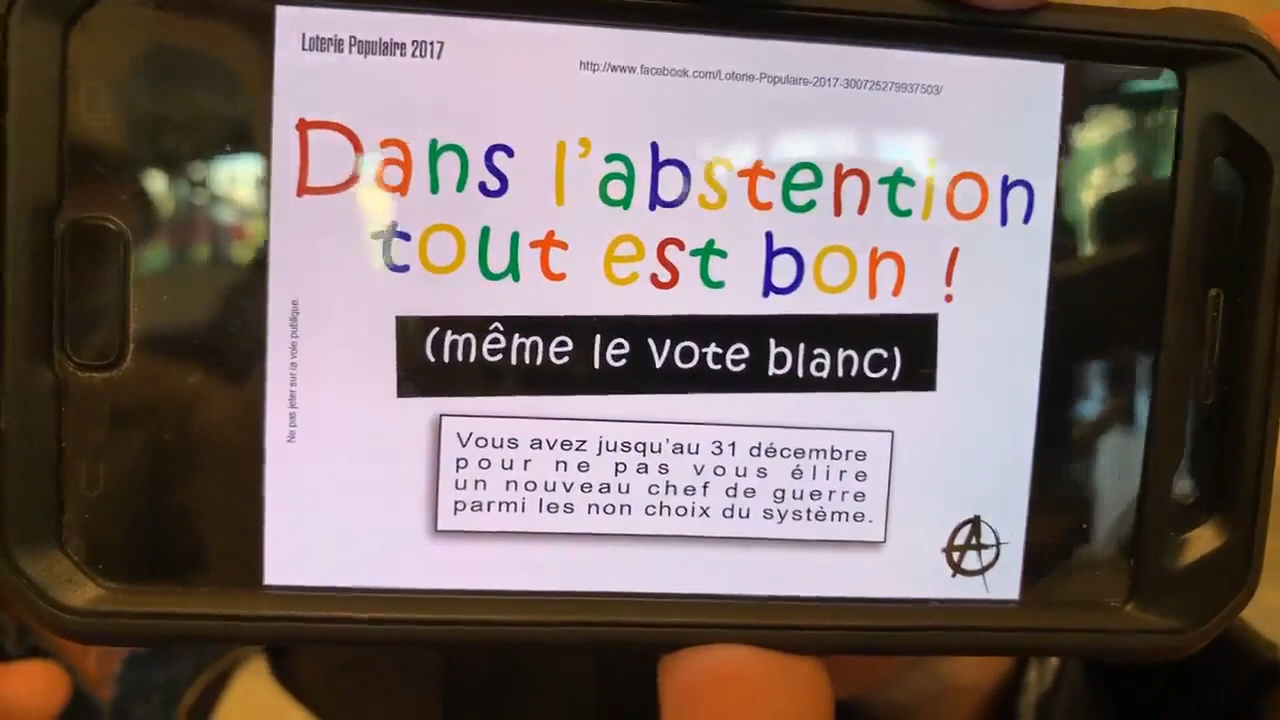 Loterie Populaire 2017
http://www.facebook.com/Loterie-Populaire-2017-300725279937503/
Dans l'abstention
tout est bon !
(même le vote blanc)
Ne pas jeter sur la voie publique.
Vous avez jusqu'au 31 décembre
pour ne pas vous élire
un nouveau chef de guerre
parmi les non choix du système.